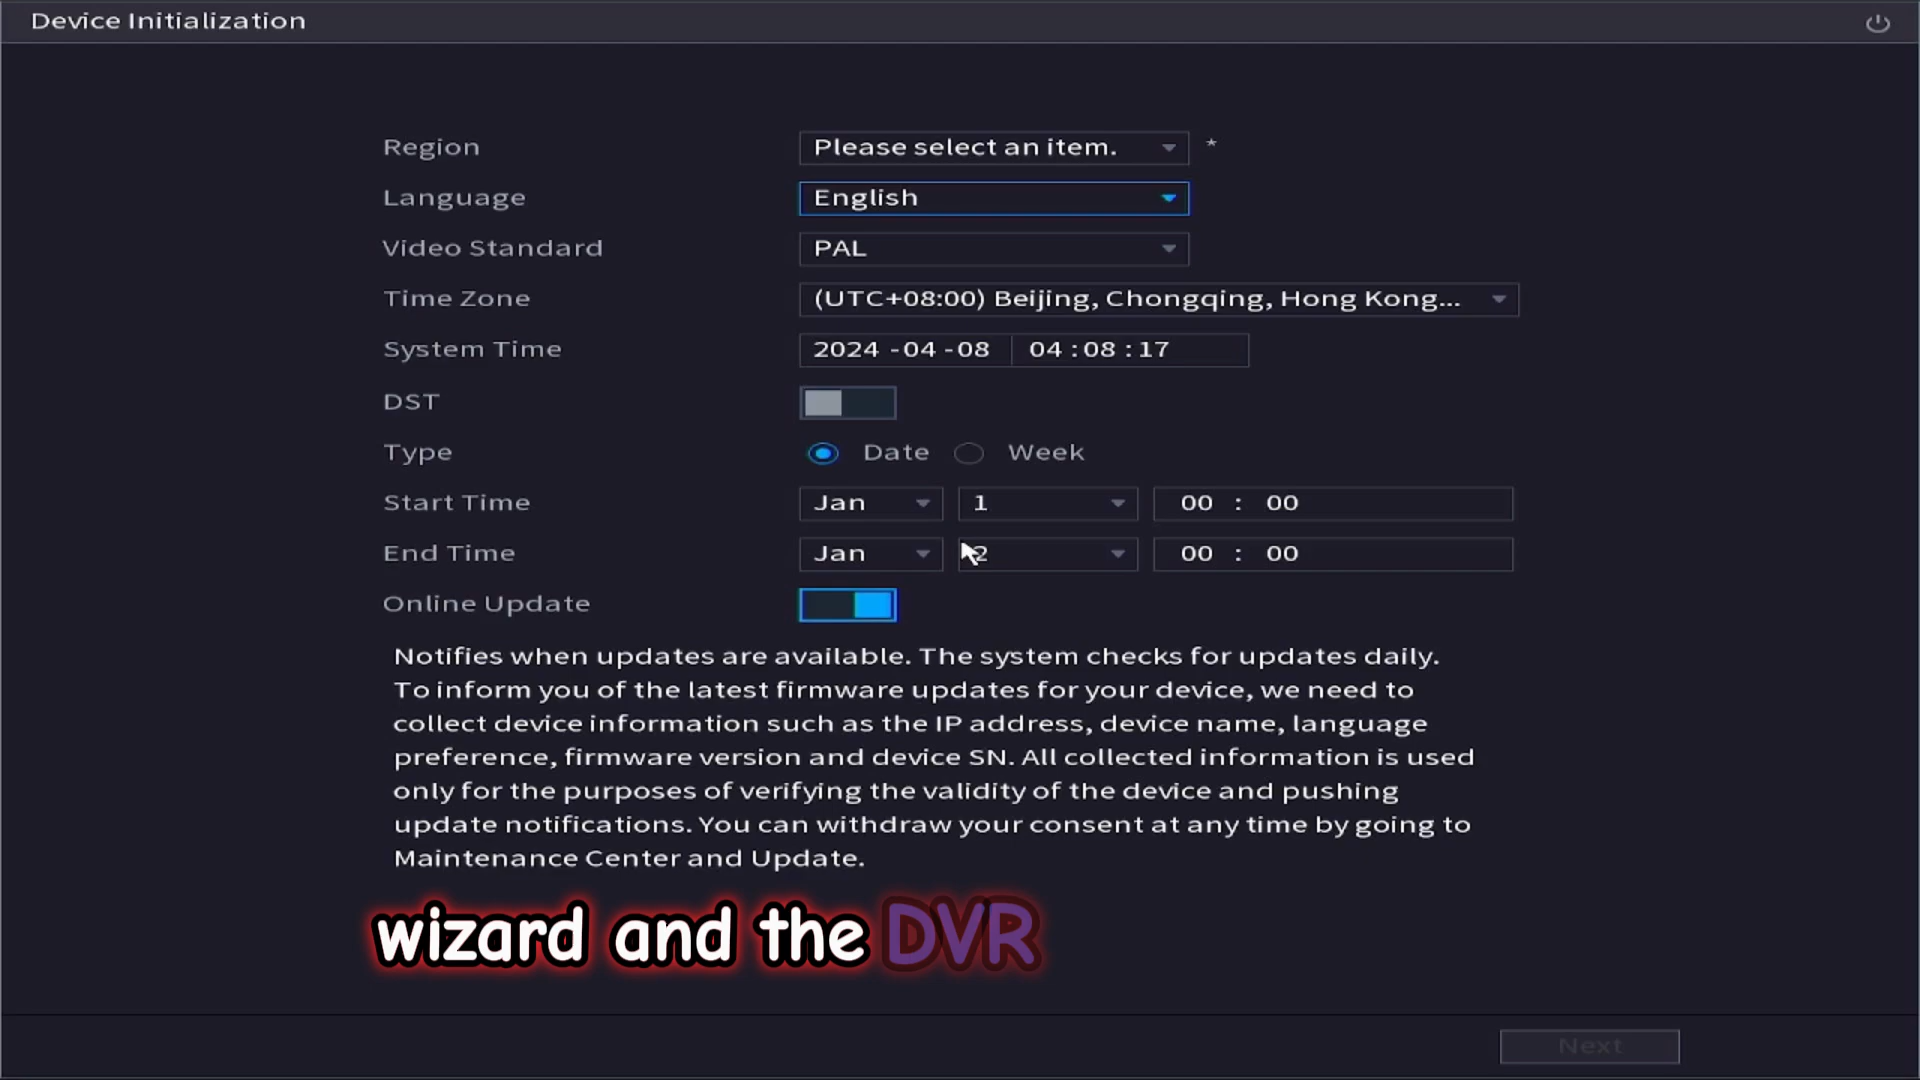 Device Initialization
Region Please select an item. *
Language English
Video Standard PAL
Time Zone (UTC+08:00) Beijing, Chongqing, Hong Kong...
System Time 2024 -04 -08 04 :08 :17
DST
Type Date Week
Start Time Jan 1 00 : 00
End Time Jan 2 00 : 00
Online Update
Notifies when updates are available. The system checks for updates daily.
To inform you of the latest firmware updates for your device, we need to
collect device information such as the IP address, device name, language
preference, firmware version and device SN. All collected information is used
only for the purposes of verifying the validity of the device and pushing
update notifications. You can withdraw your consent at any time by going to
Maintenance Center and Update.
wizard and the DVR
Next